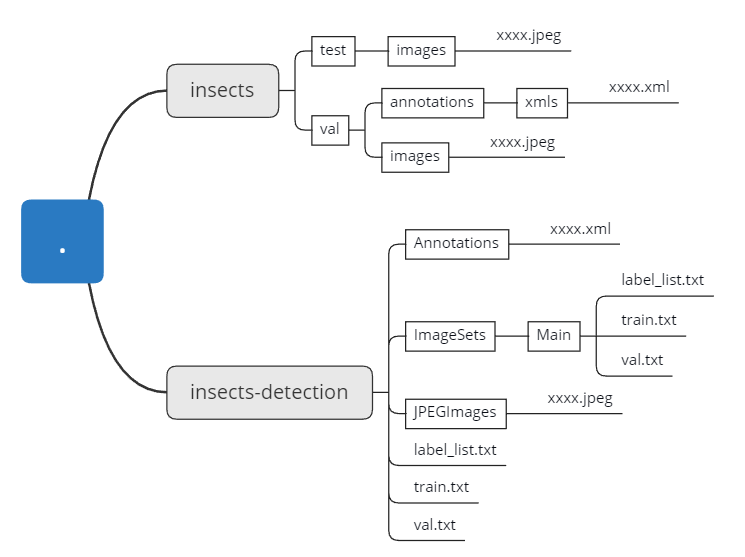 .
insects
test
images
xxxx.jpeg
val
annotations
xmls
xxxx.xml
images
xxxx.jpeg
insects-detection
Annotations
xxxx.xml
ImageSets
Main
label_list.txt
train.txt
val.txt
JPEGImages
xxxx.jpeg
label_list.txt
train.txt
val.txt